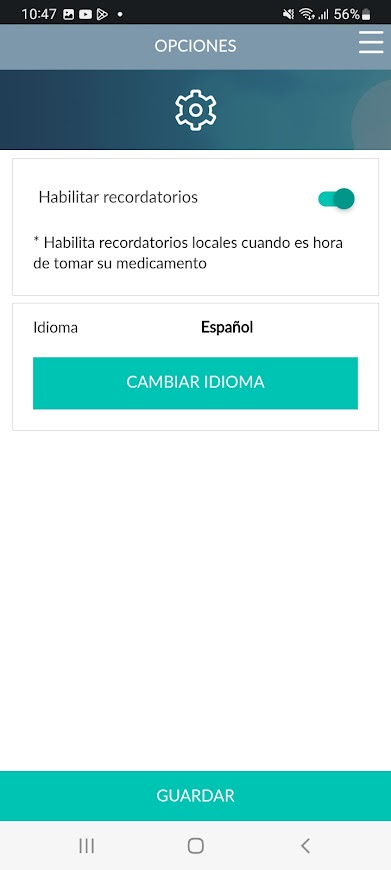 10:47
56%
OPCIONES
Habilitar recordatorios
* Habilita recordatorios locales cuando es hora
de tomar su medicamento
Idioma Español
CAMBIAR IDIOMA
GUARDAR